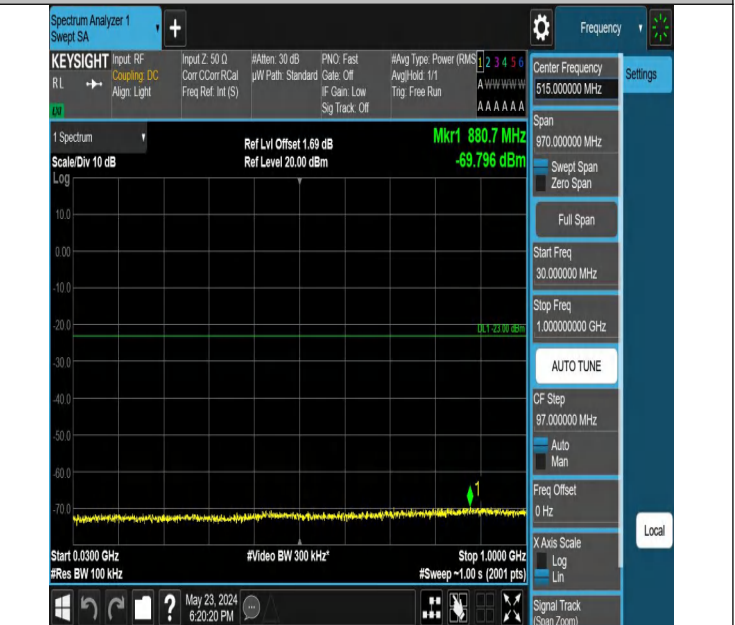 Spectrum Analyzer 1
Swept SA
+
Frequency
KEYSIGHT
RL
Input: RF
Coupling: DC
Align: Light
Input Z: 50 Ω
Corr CCorr RCal
Freq Ref: Int (S)
#Atten: 30 dB
µW Path: Standard
PNO: Fast
Gate: Off
IF Gain: Low
Sig Track: Off
#Avg Type: Power (RMS
Avg|Hold: 1/1
Trig: Free Run
1 2 3 4 5 6
A W W W W W
A A A A A A
1 Spectrum
Scale/Div 10 dB
Ref Lvl Offset 1.69 dB
Ref Level 20.00 dBm
Mkr1 880.7 MHz
-69.796 dBm
Log
10.0
0.00
-10.0
-20.0
DL1 -23.00 dBm
-30.0
-40.0
-50.0
-60.0
-70.0
1
Start 0.0300 GHz
#Res BW 100 kHz
#Video BW 300 kHz*
Stop 1.0000 GHz
#Sweep ~1.00 s (2001 pts)
Center Frequency
515.000000 MHz
Settings
Span
970.000000 MHz
Swept Span
Zero Span
Full Span
Start Freq
30.000000 MHz
Stop Freq
1.000000000 GHz
AUTO TUNE
CF Step
97.000000 MHz
Auto
Man
Freq Offset
0 Hz
X Axis Scale
Log
Lin
Local
Signal Track
(Span Zoom)
?
May 23, 2024
6:20:20 PM